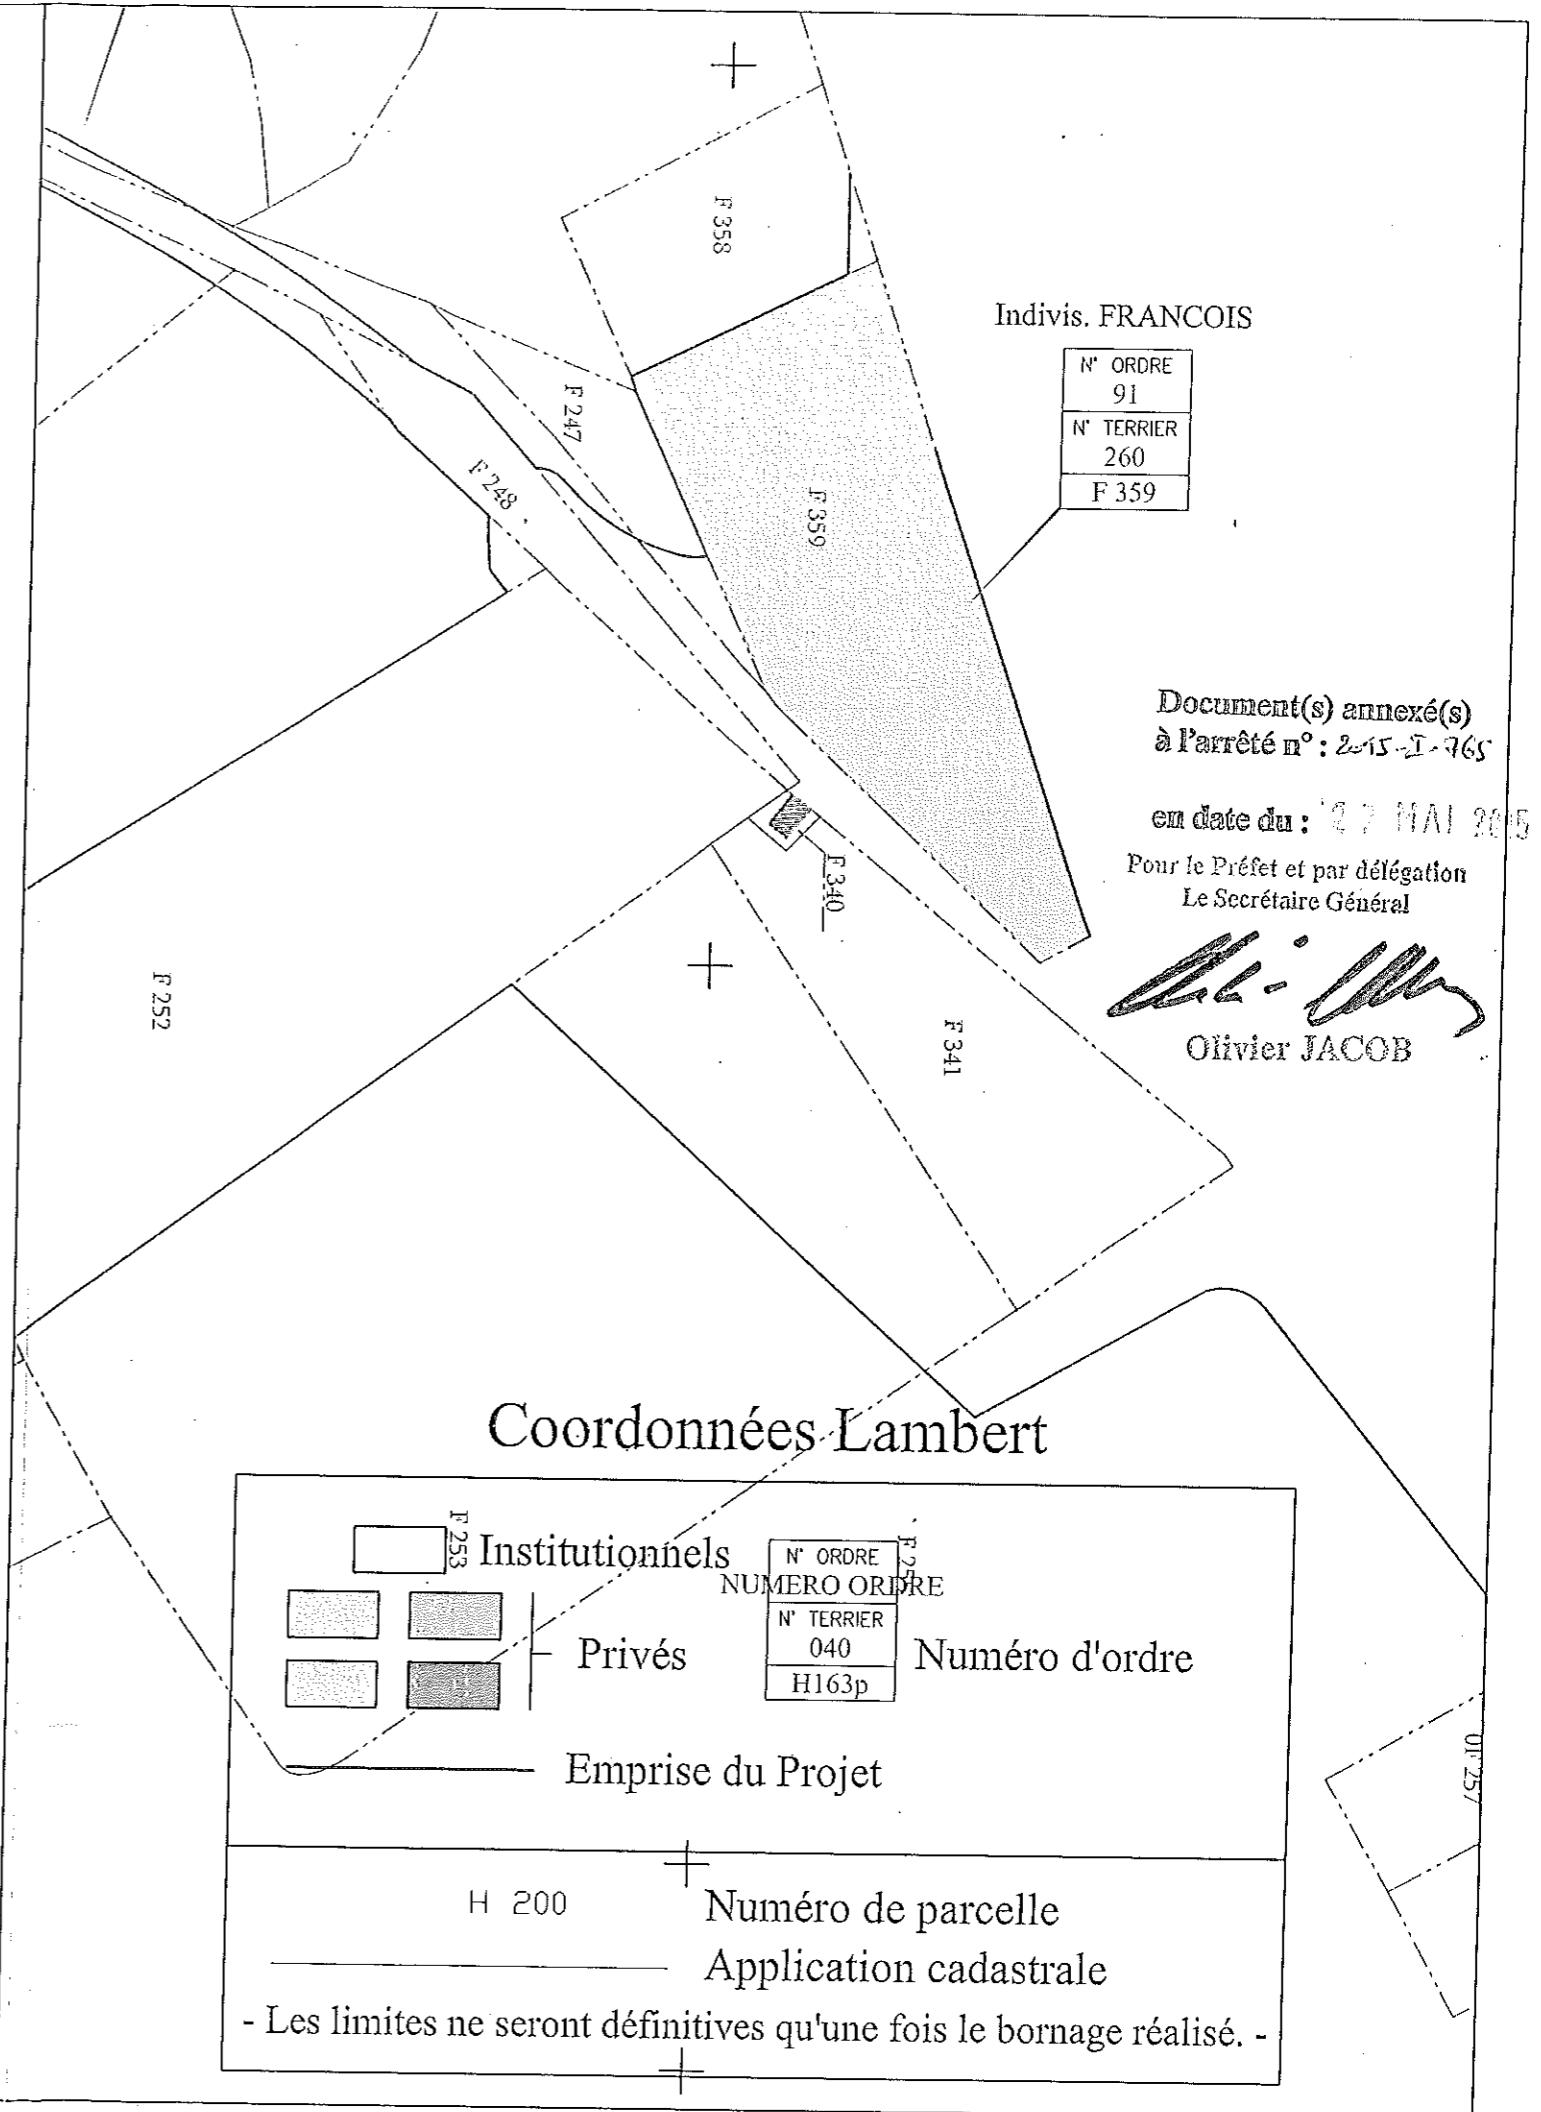 F 358
Indivis. FRANCOIS
N° ORDRE
91
N° TERRIER
260
F 359
F 247
F 248
F 359
Document(s) annexé(s)
à l'arrêté n° : 2015-I-765
en date du : MAI 2015
Pour le Préfet et par délégation
Le Secrétaire Général
Olivier JACOB
F 340
F 252
F 341
Coordonnées Lambert
F 253
Institutionnels
N° ORDRE
NUMERO ORDRE
N° TERRIER
040
H163p
Privés
Numéro d'ordre
Emprise du Projet
H 200
Numéro de parcelle
Application cadastrale
- Les limites ne seront définitives qu'une fois le bornage réalisé. -